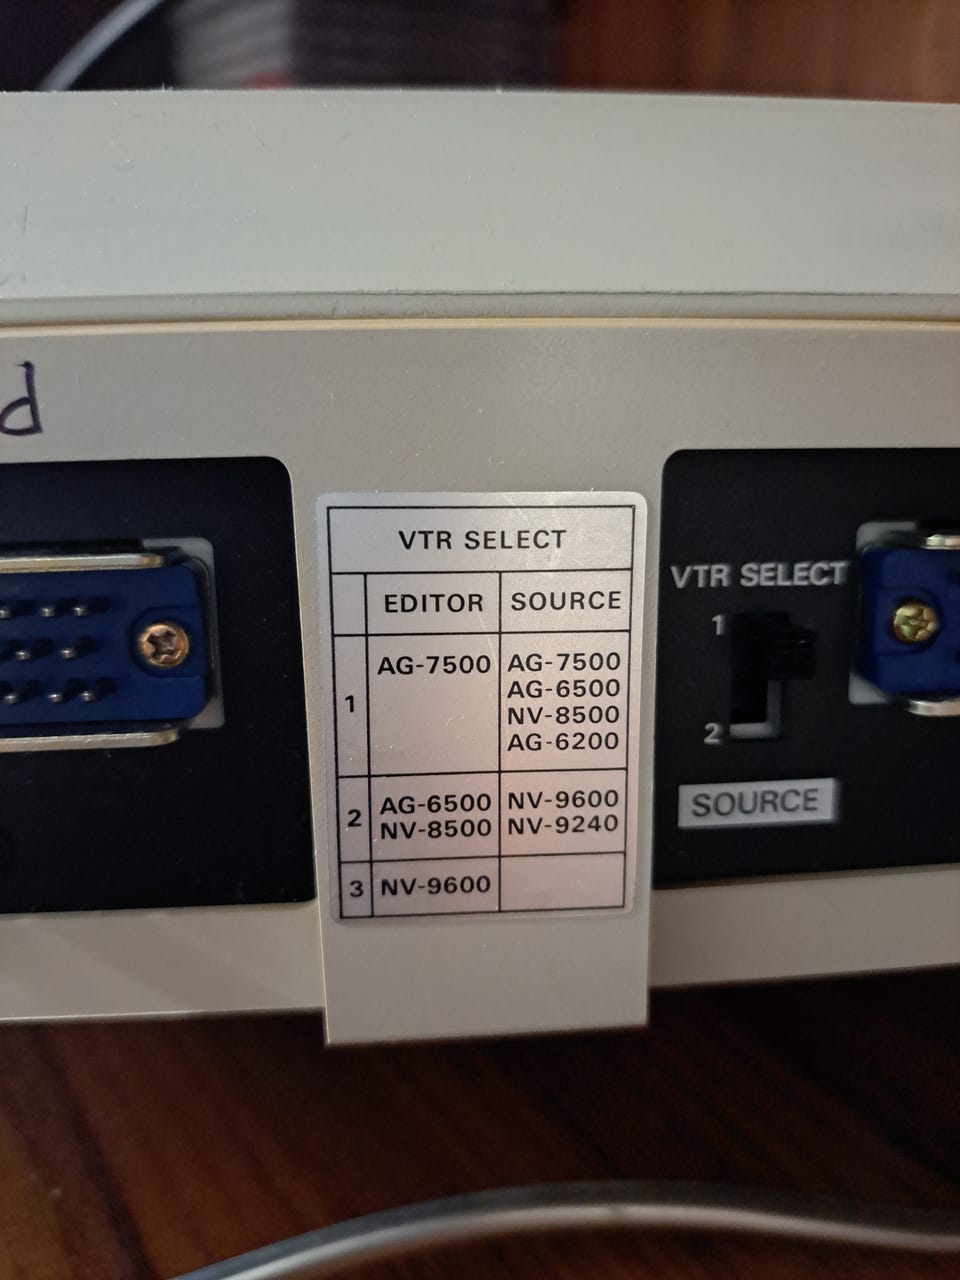 d
VTR SELECT
EDITOR SOURCE
1 AG-7500 AG-7500
AG-6500
NV-8500
AG-6200
2 AG-6500 NV-9600
NV-8500 NV-9240
3 NV-9600
VTR SELECT
1
2
SOURCE